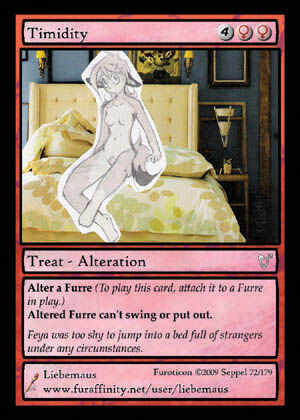 Timidity 4
Treat - Alteration
Alter a Furre (To play this card, attach it to a Furre
in play.)
Altered Furre can't swing or put out.
Feya was too shy to jump into a bed full of strangers
under any circumstances.
Liebemaus Furoticon ©2009 Seppel 72/179
www.furaffinity.net/user/liebemaus